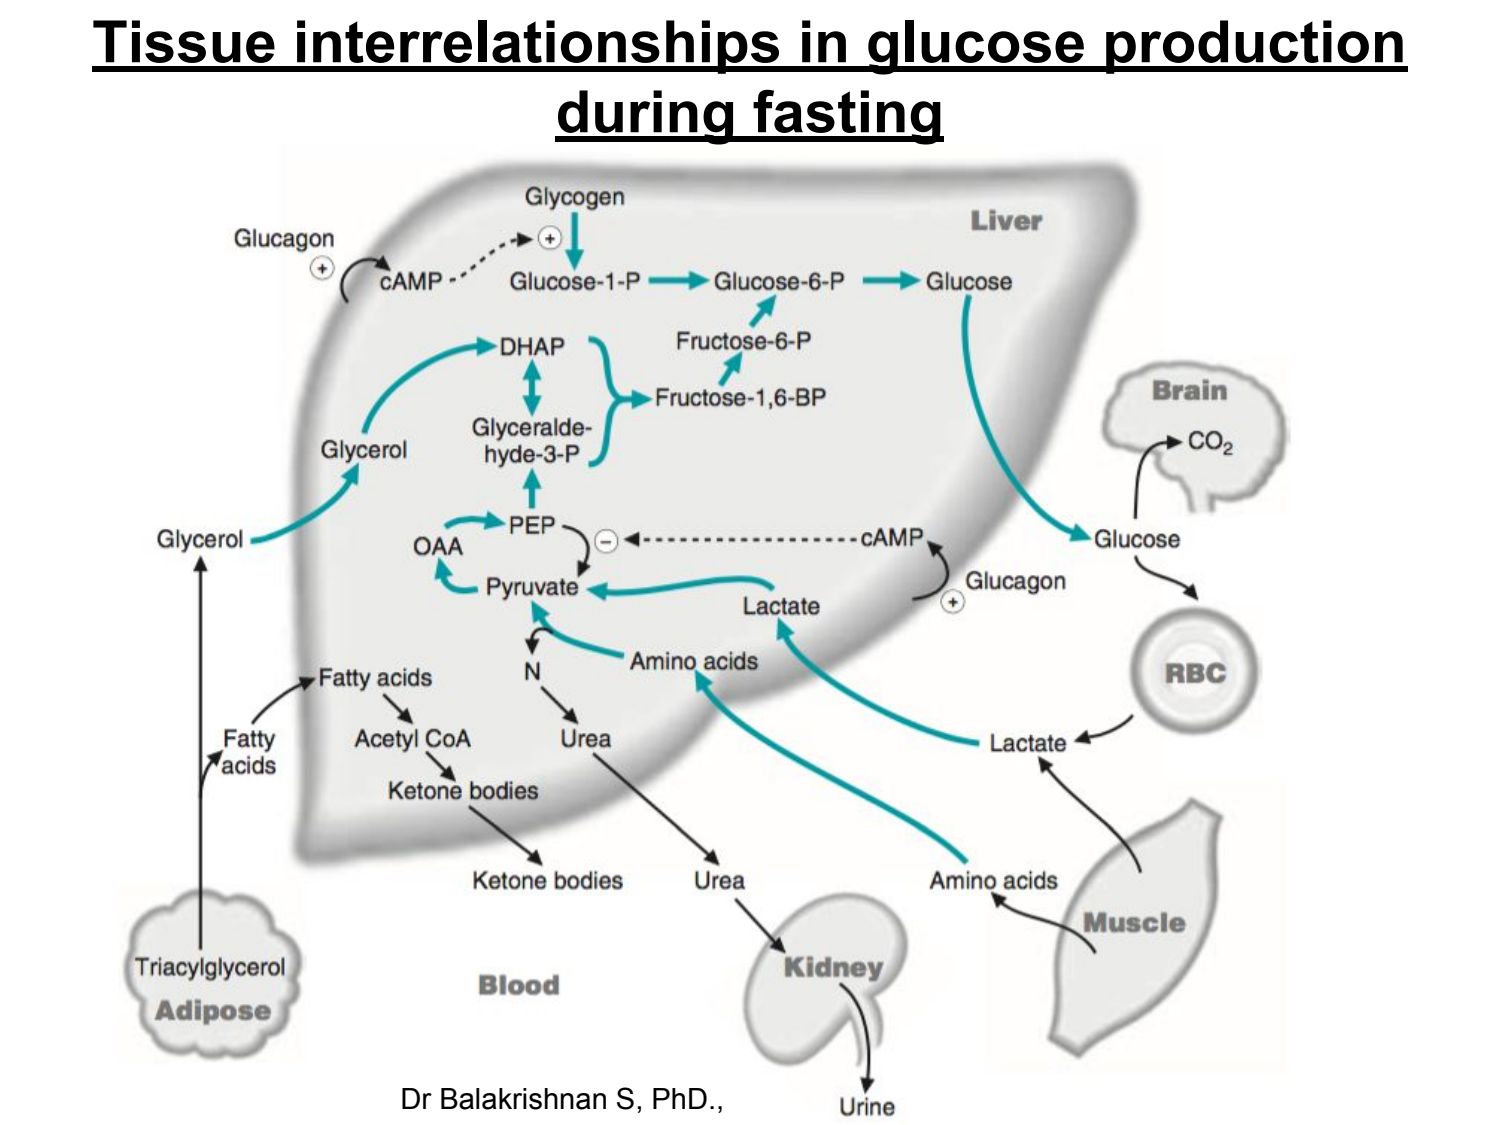 Tissue interrelationships in glucose production
during fasting
Glycogen
Liver
Glucagon
+
+
cAMP
Glucose-1-P
Glucose-6-P
Glucose
DHAP
Fructose-6-P
Fructose-1,6-BP
Brain
Glyceralde-
hyde-3-P
Glycerol
CO2
Glycerol
PEP
OAA
−
cAMP
Glucose
Pyruvate
Lactate
Glucagon
+
N
Amino acids
RBC
Fatty acids
Fatty
acids
Acetyl CoA
Urea
Lactate
Ketone bodies
Ketone bodies
Urea
Amino acids
Muscle
Triacylglycerol
Adipose
Blood
Kidney
Dr Balakrishnan S, PhD.,
Urine